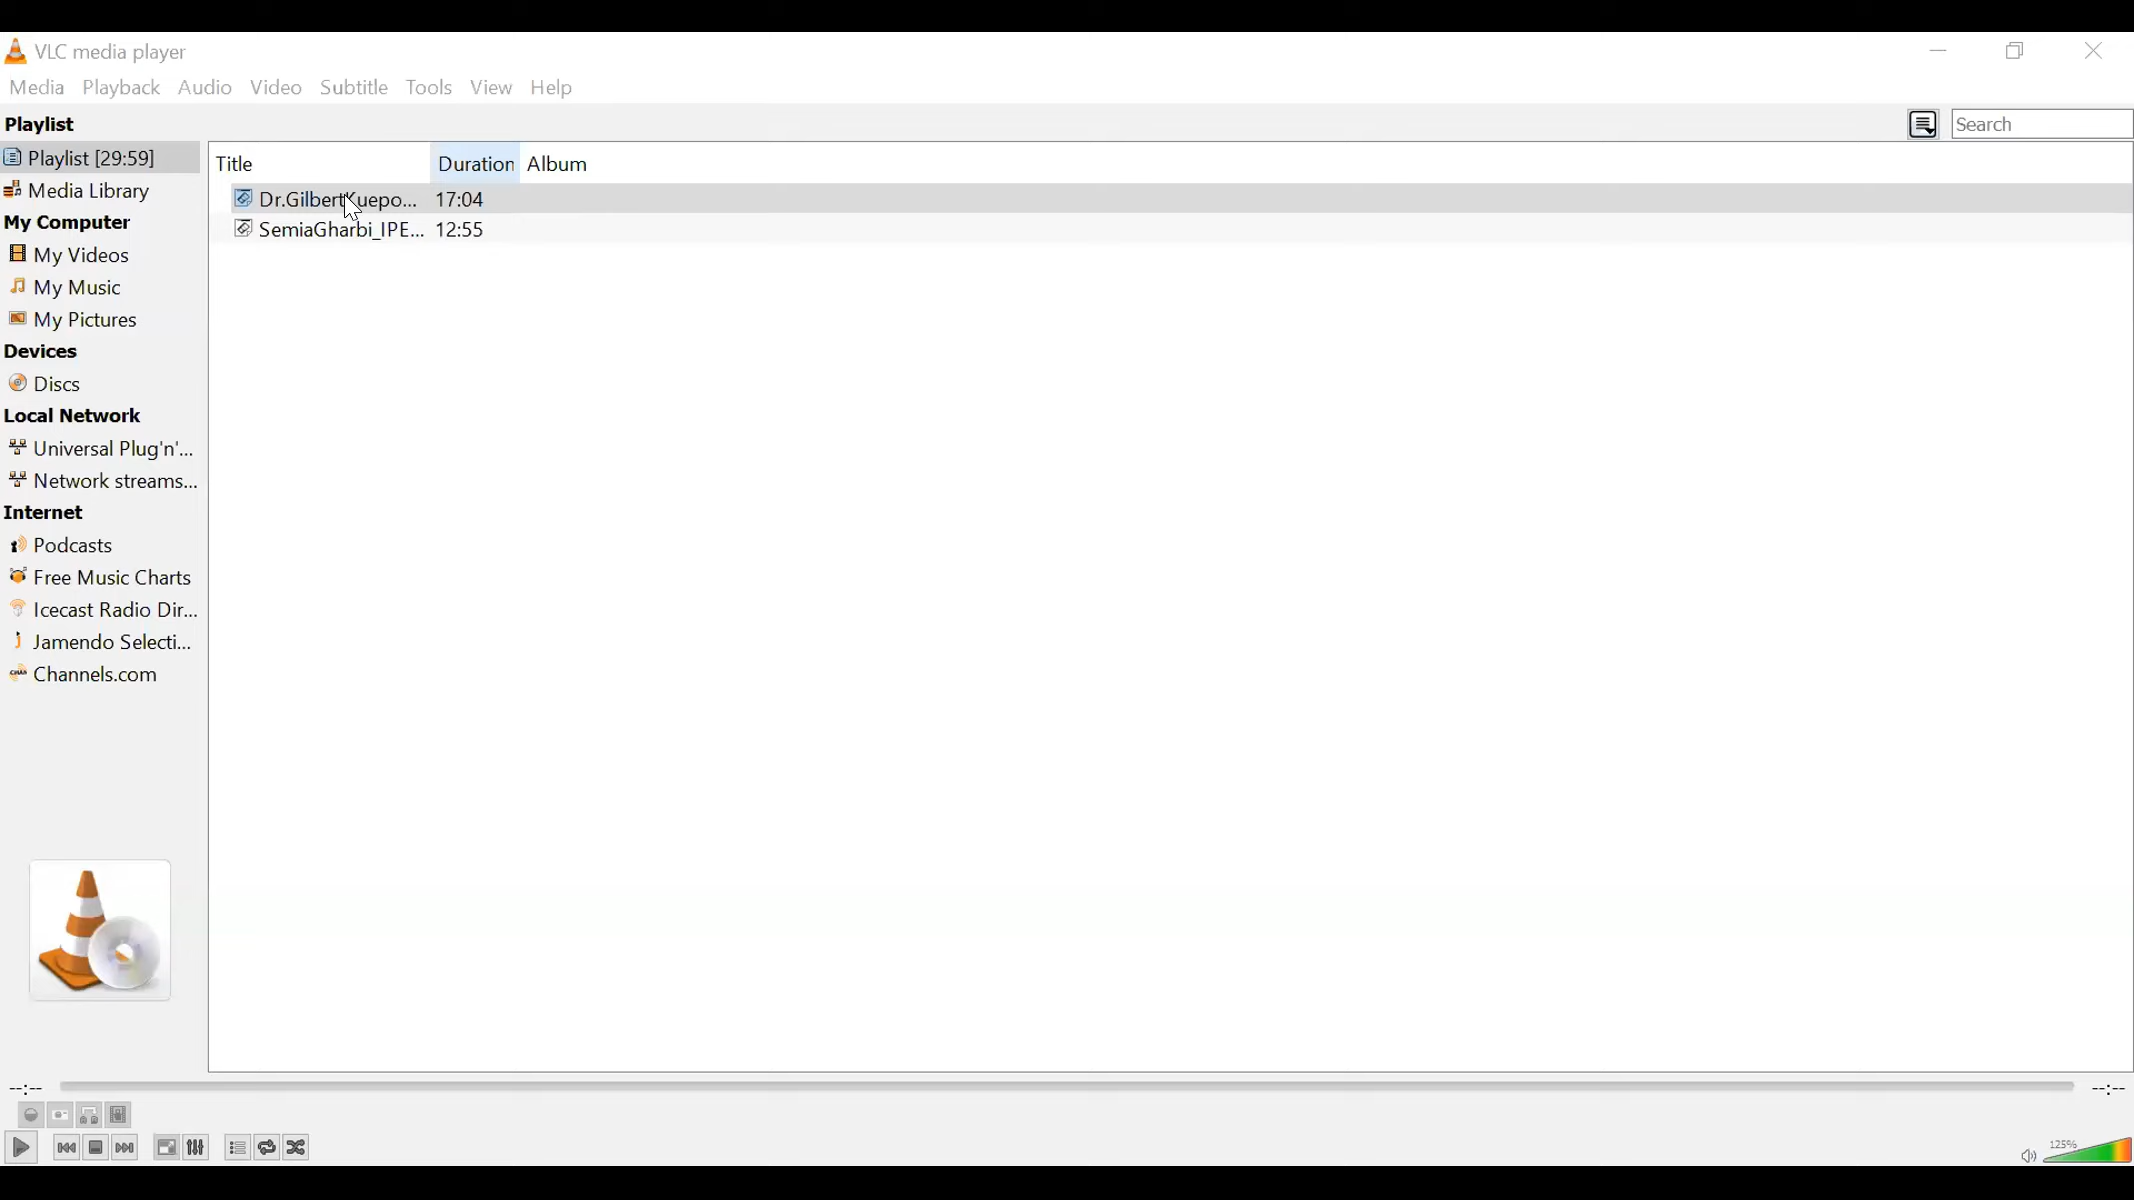 VLC media player
Media Playback Audio Video Subtitle Tools View Help
Playlist
Search
Playlist [29:59]
Media Library
My Computer
My Videos
My Music
My Pictures
Devices
Discs
Local Network
Universal Plug'n'...
Network streams...
Internet
Podcasts
Free Music Charts
Icecast Radio Dir...
Jamendo Selecti...
Channels.com
Title Duration Album
Dr.GilbertKuepo... 17:04
SemiaGharbi_IPE... 12:55
--:-- --:--
125%